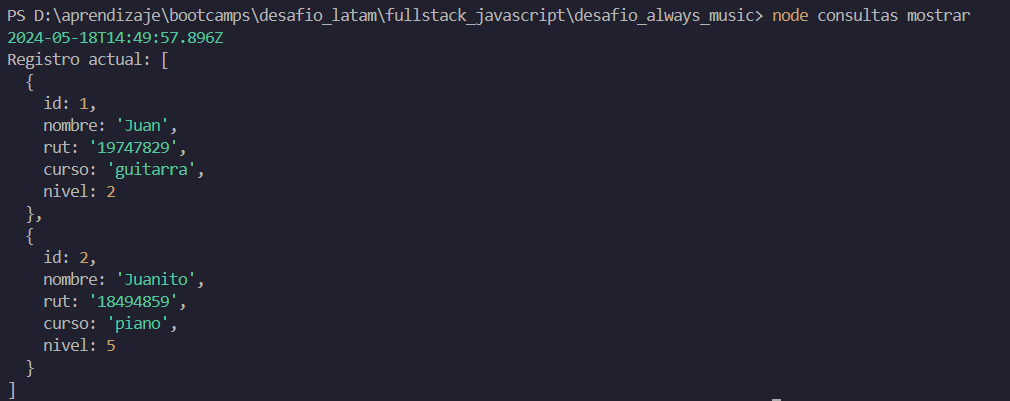 PS D:\aprendizaje\bootcamps\desafio_latam\fullstack_javascript\desafio_always_music> node consultas mostrar
2024-05-18T14:49:57.896Z
Registro actual: [
  {
    id: 1,
    nombre: 'Juan',
    rut: '19747829',
    curso: 'guitarra',
    nivel: 2
  },
  {
    id: 2,
    nombre: 'Juanito',
    rut: '18494859',
    curso: 'piano',
    nivel: 5
  }
]